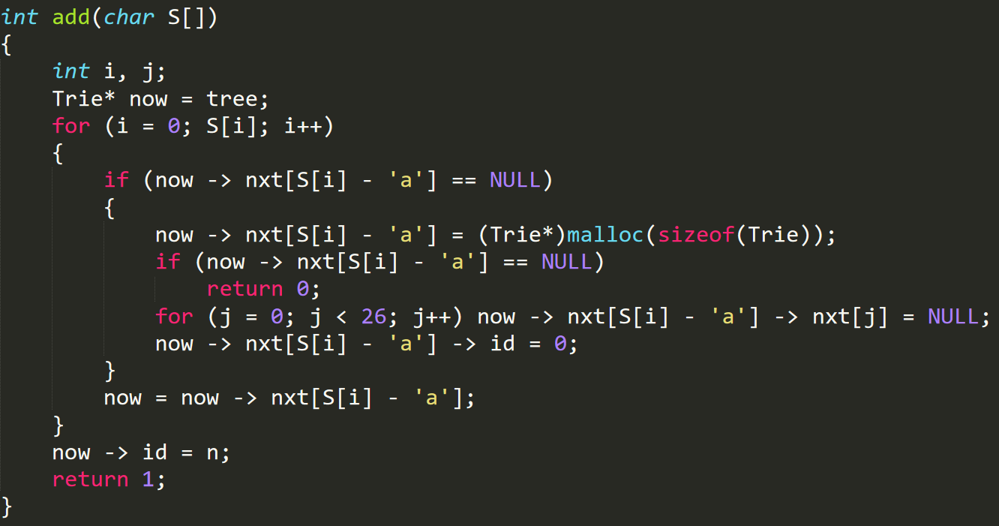 int add(char S[])
{
    int i, j;
    Trie* now = tree;
    for (i = 0; S[i]; i++)
    {
        if (now -> nxt[S[i] - 'a'] == NULL)
        {
            now -> nxt[S[i] - 'a'] = (Trie*)malloc(sizeof(Trie));
            if (now -> nxt[S[i] - 'a'] == NULL)
                return 0;
            for (j = 0; j < 26; j++) now -> nxt[S[i] - 'a'] -> nxt[j] = NULL;
            now -> nxt[S[i] - 'a'] -> id = 0;
        }
        now = now -> nxt[S[i] - 'a'];
    }
    now -> id = n;
    return 1;
}